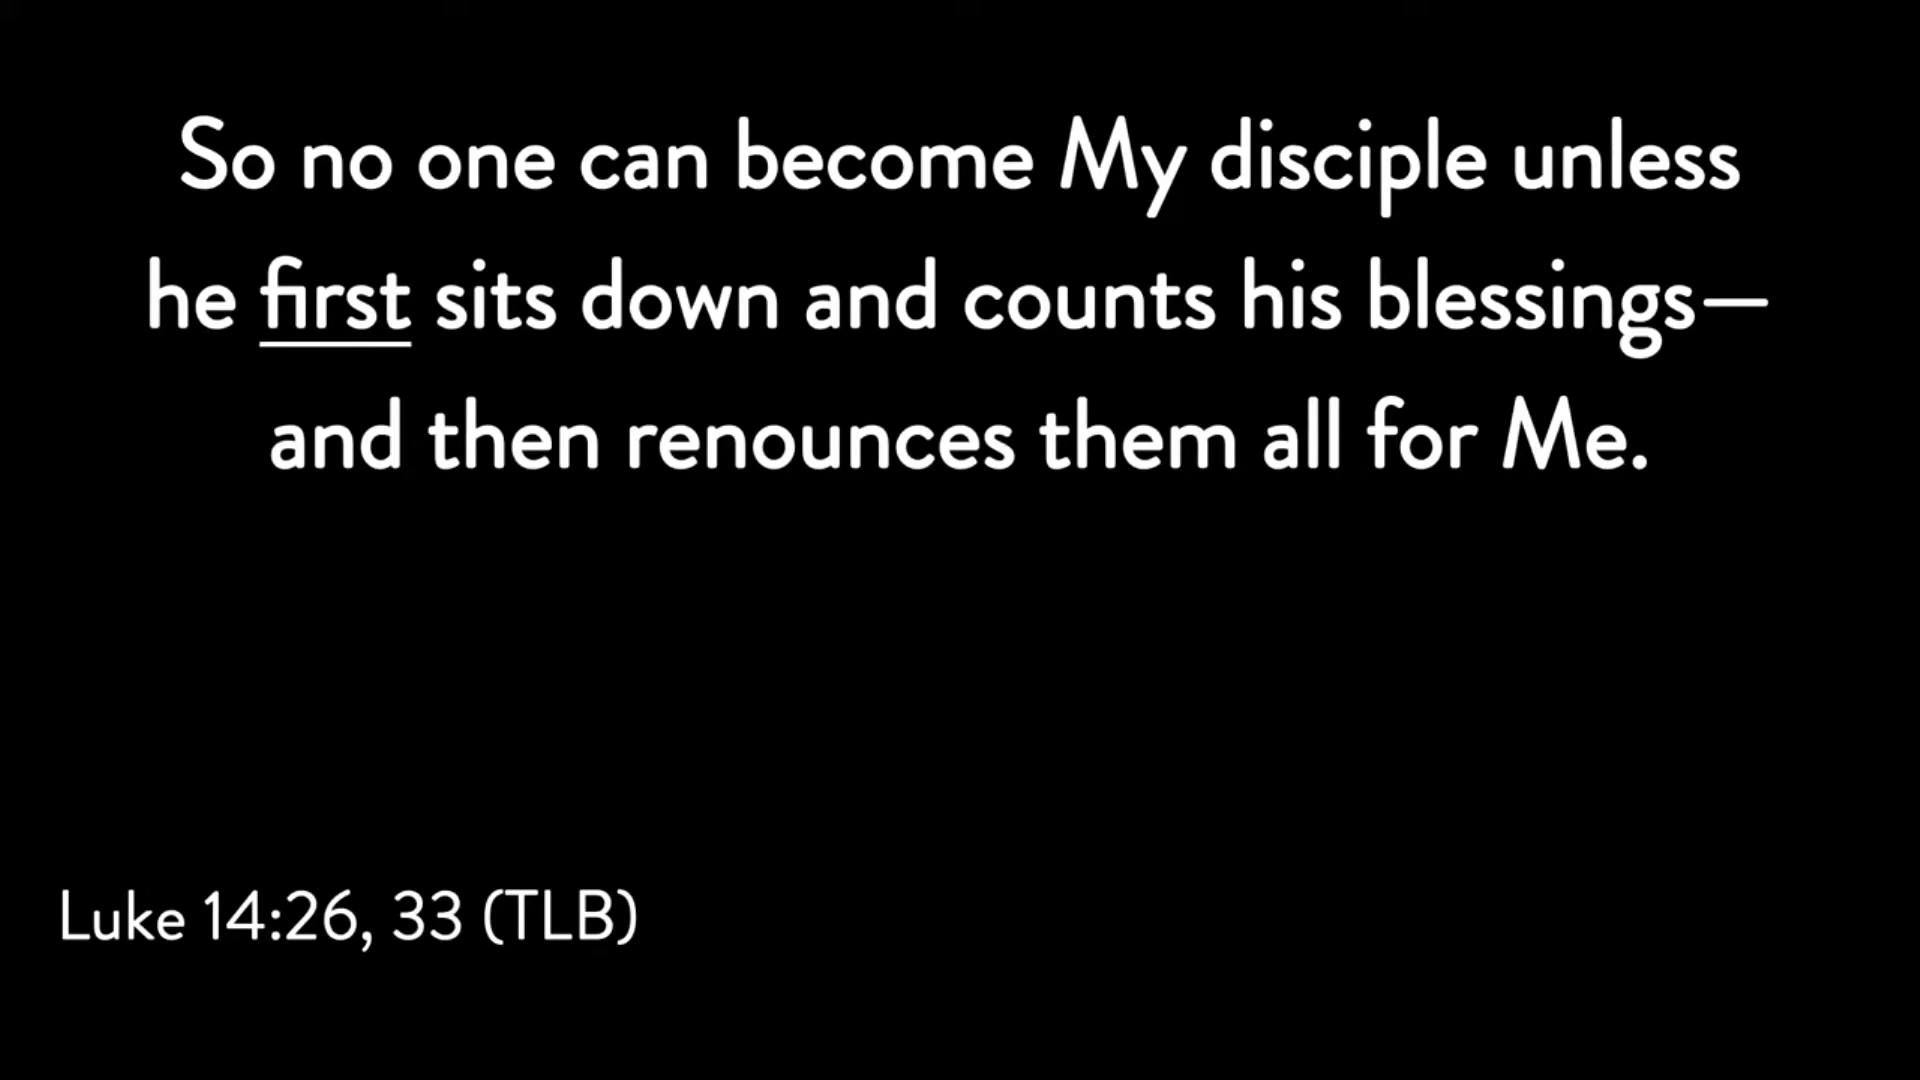 So no one can become My disciple unless
he first sits down and counts his blessings—
and then renounces them all for Me.
Luke 14:26, 33 (TLB)